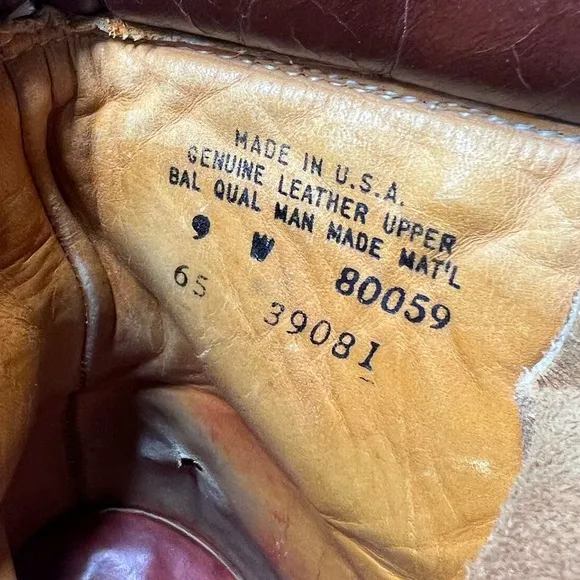 MADE IN U.S.A.
GENUINE LEATHER UPPER
BAL QUAL MAN MADE MAT'L
9 W 80059
65 39081